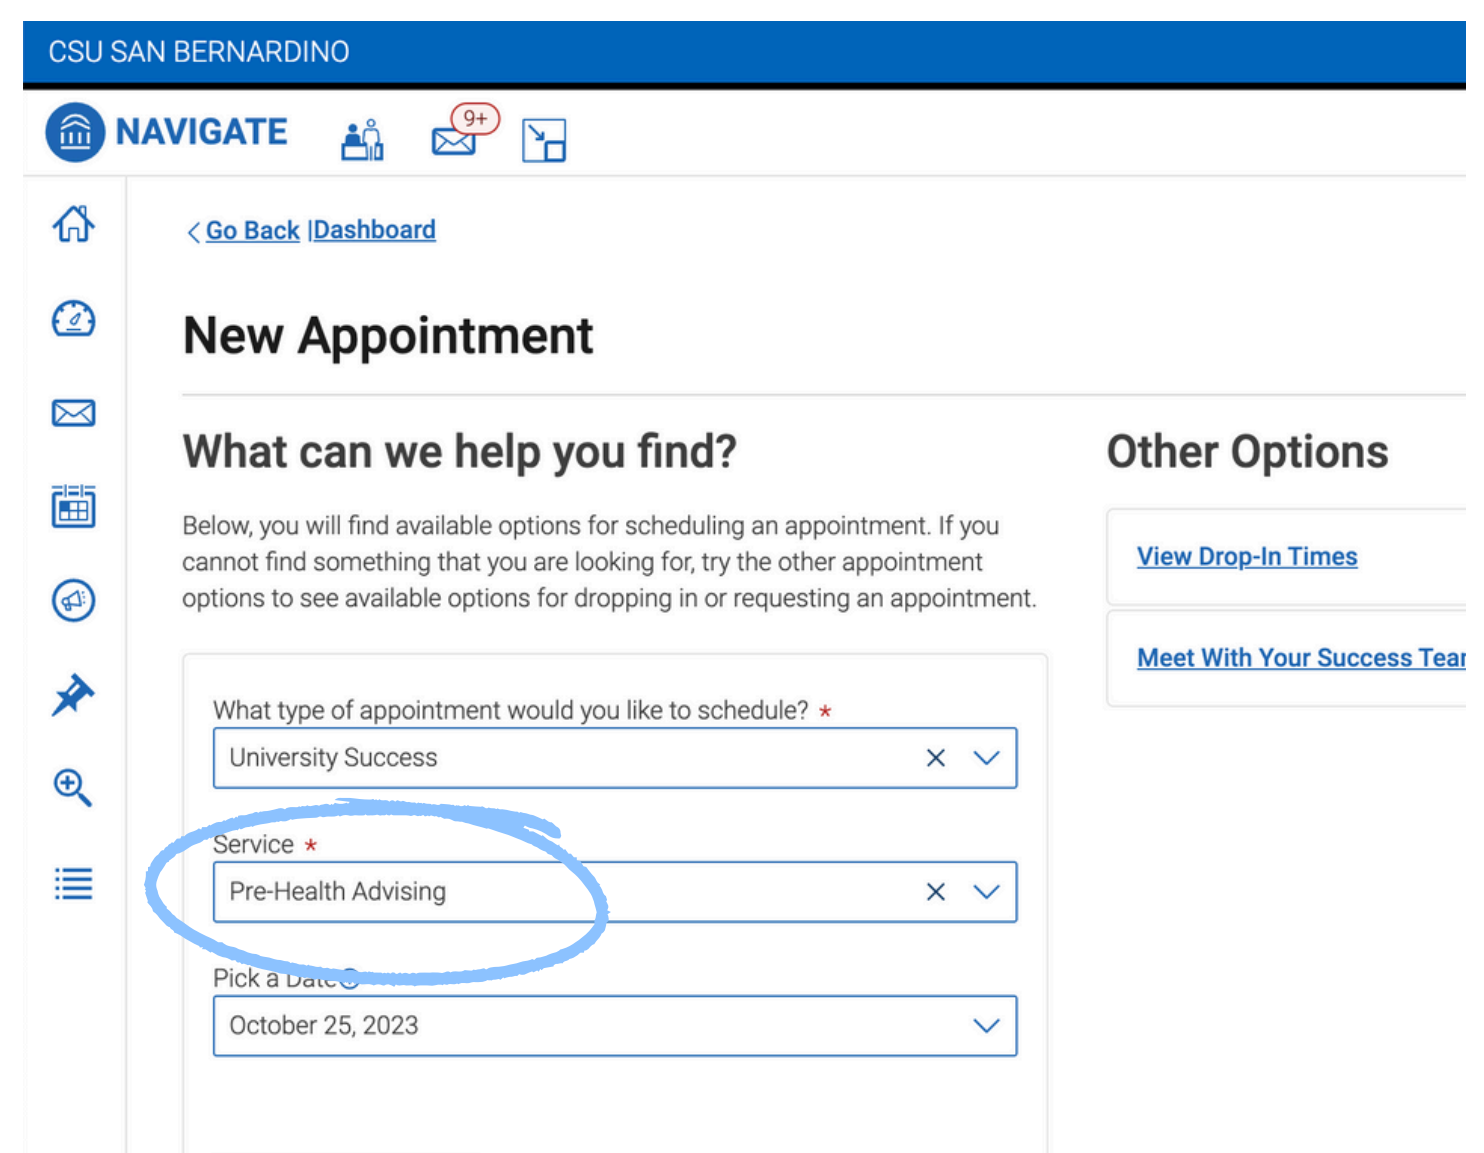 CSU SAN BERNARDINO
NAVIGATE
9+
Go Back |Dashboard
New Appointment
What can we help you find?
Below, you will find available options for scheduling an appointment. If you
cannot find something that you are looking for, try the other appointment
options to see available options for dropping in or requesting an appointment.
What type of appointment would you like to schedule? *
University Success
Service *
Pre-Health Advising
Pick a Date
October 25, 2023
Other Options
View Drop-In Times
Meet With Your Success